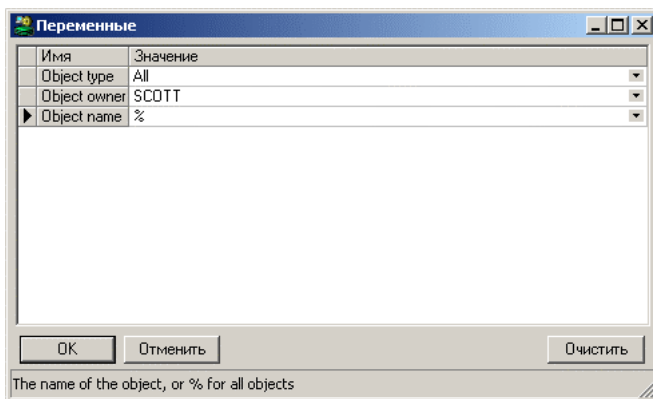 Переменные
Имя Значение
Object type All
Object owner SCOTT
Object name %
OK Отменить Очистить
The name of the object, or % for all objects